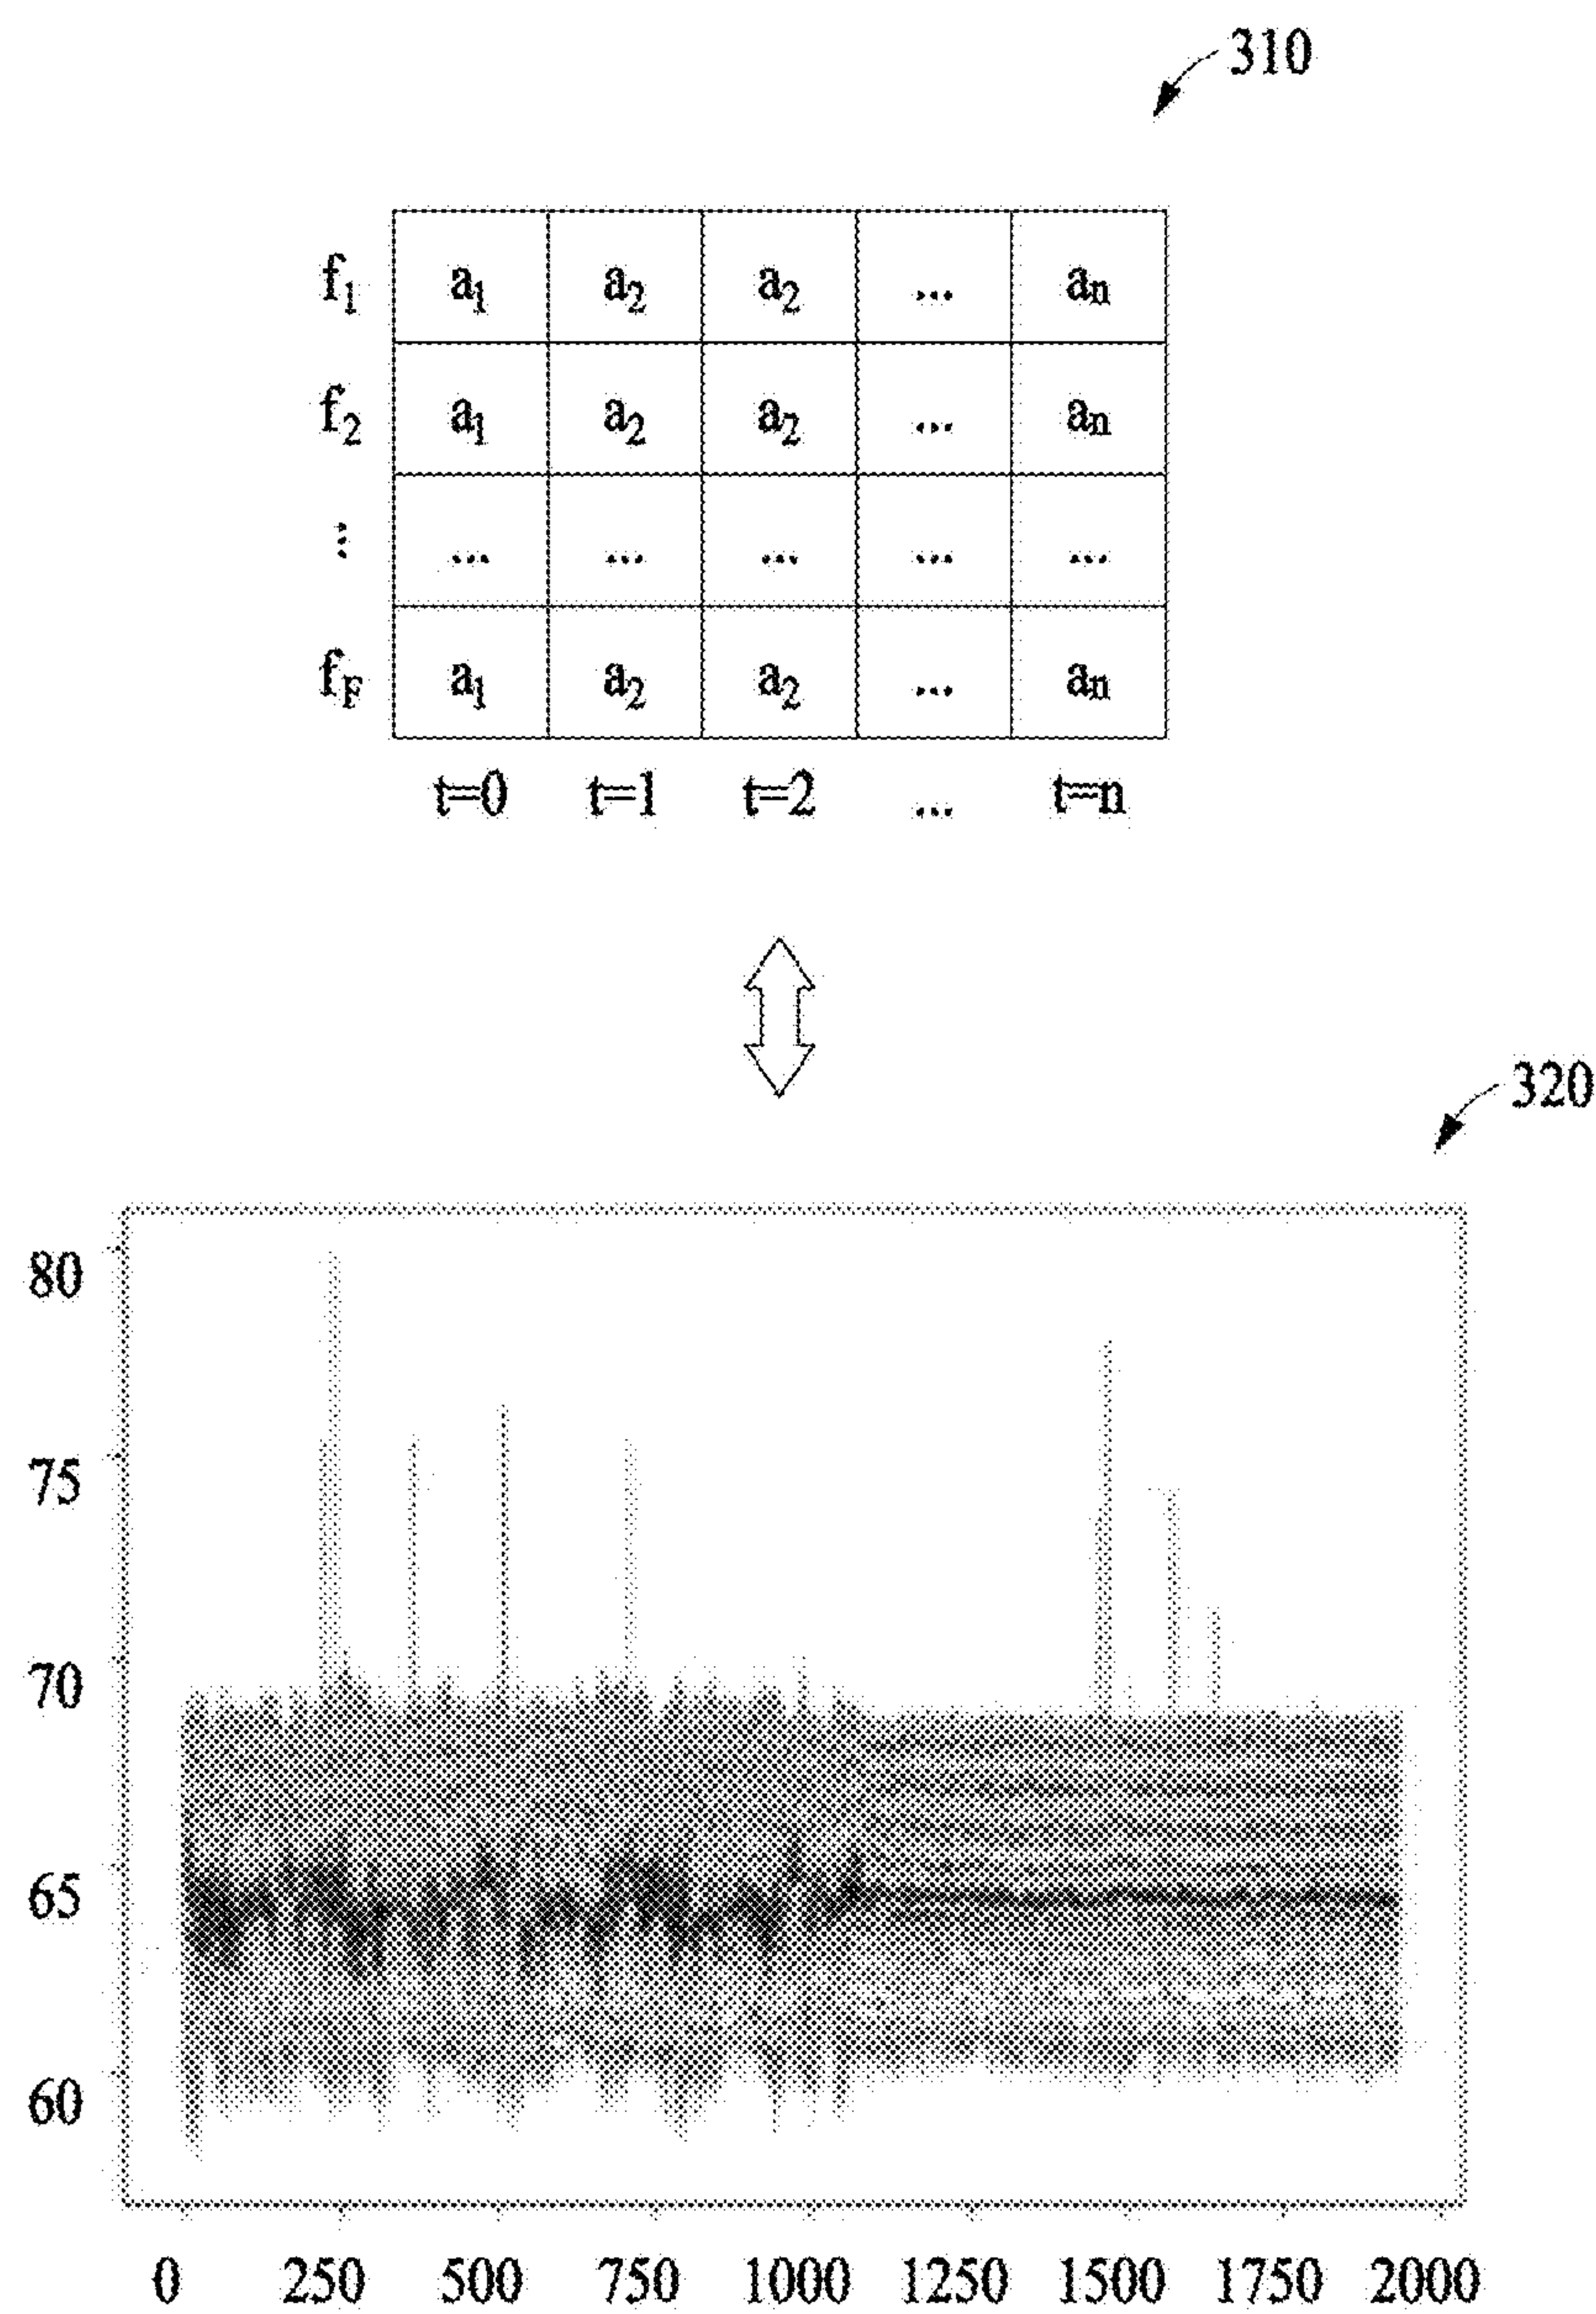 310
f1 a1 a2 a2 ... an
f2 a1 a2 a2 ... an
⋮ ... ... ... ... ...
fF a1 a2 a2 ... an
t=0 t=1 t=2 ... t=n
320
80
75
70
65
60
0 250 500 750 1000 1250 1500 1750 2000